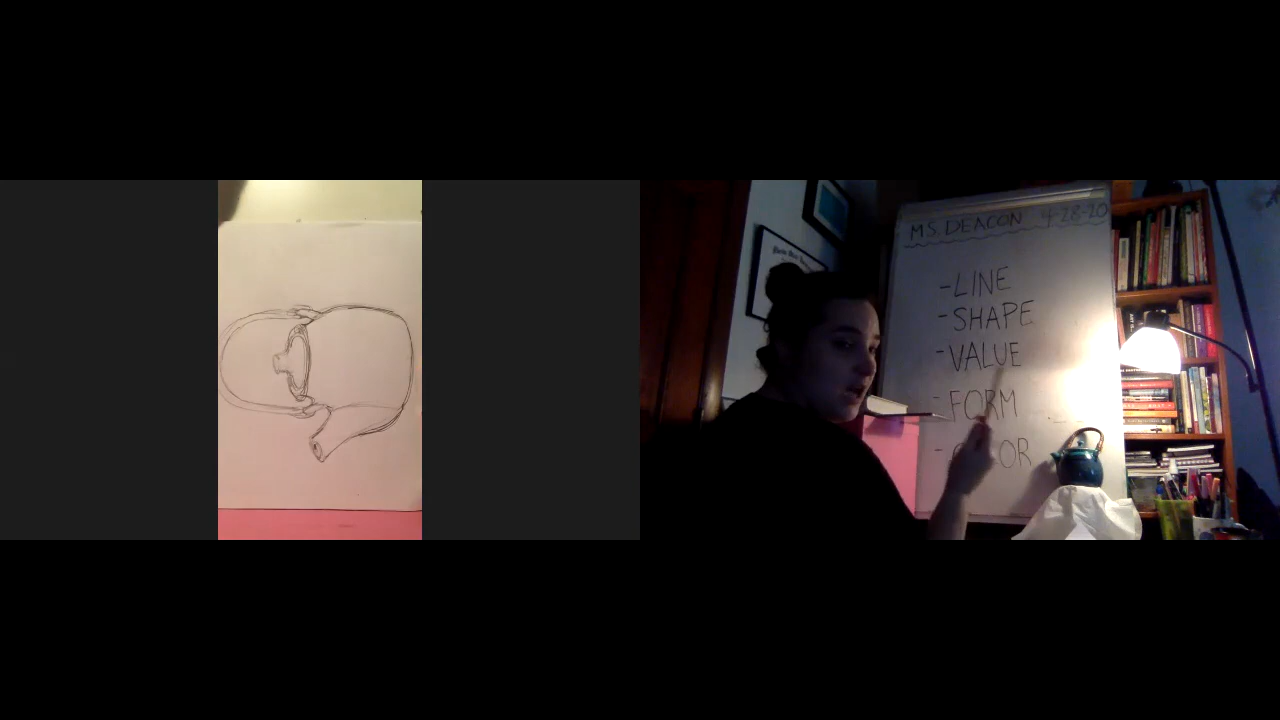 MS. DEACON 4-28-20
- LINE
- SHAPE
- VALUE
- FORM